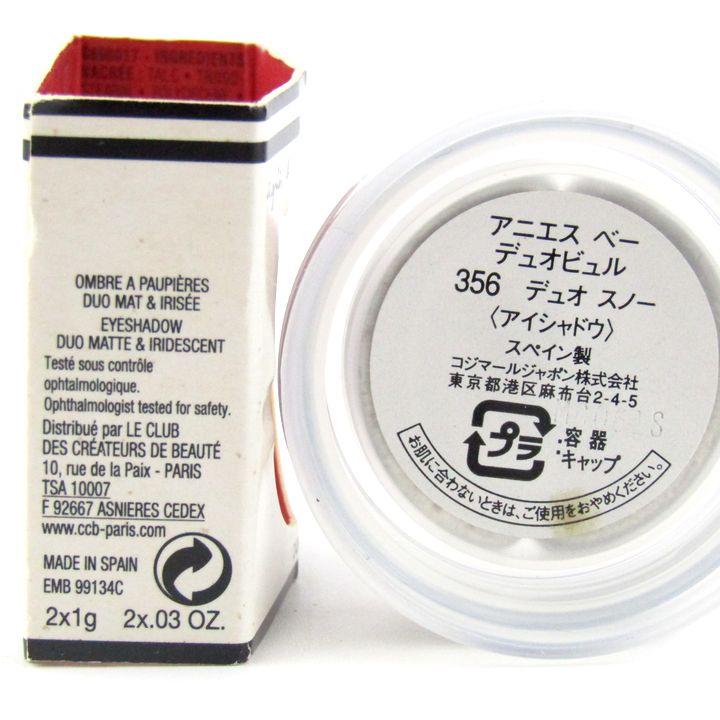 INGREDIENTS
NACREE : TALC
OMBRE A PAUPIÈRES
DUO MAT & IRISÉE
EYESHADOW
DUO MATTE & IRIDESCENT
Testé sous contrôle
ophtalmologique.
Ophthalmologist tested for safety.
Distribué par LE CLUB
DES CRÉATEURS DE BEAUTÉ
10, rue de la Paix - PARIS
TSA 10007
F 92667 ASNIERES CEDEX
www.ccb-paris.com
MADE IN SPAIN
EMB 99134C
2x1g 2x.03 OZ.
アニエス ベー
デュオビュル
356 デュオ スノー
〈アイシャドウ〉
スペイン製
コジマールジャポン株式会社
東京都港区麻布台2-4-5
プラ
:容器
:キャップ
お肌に合わないときは、ご使用をおやめください。